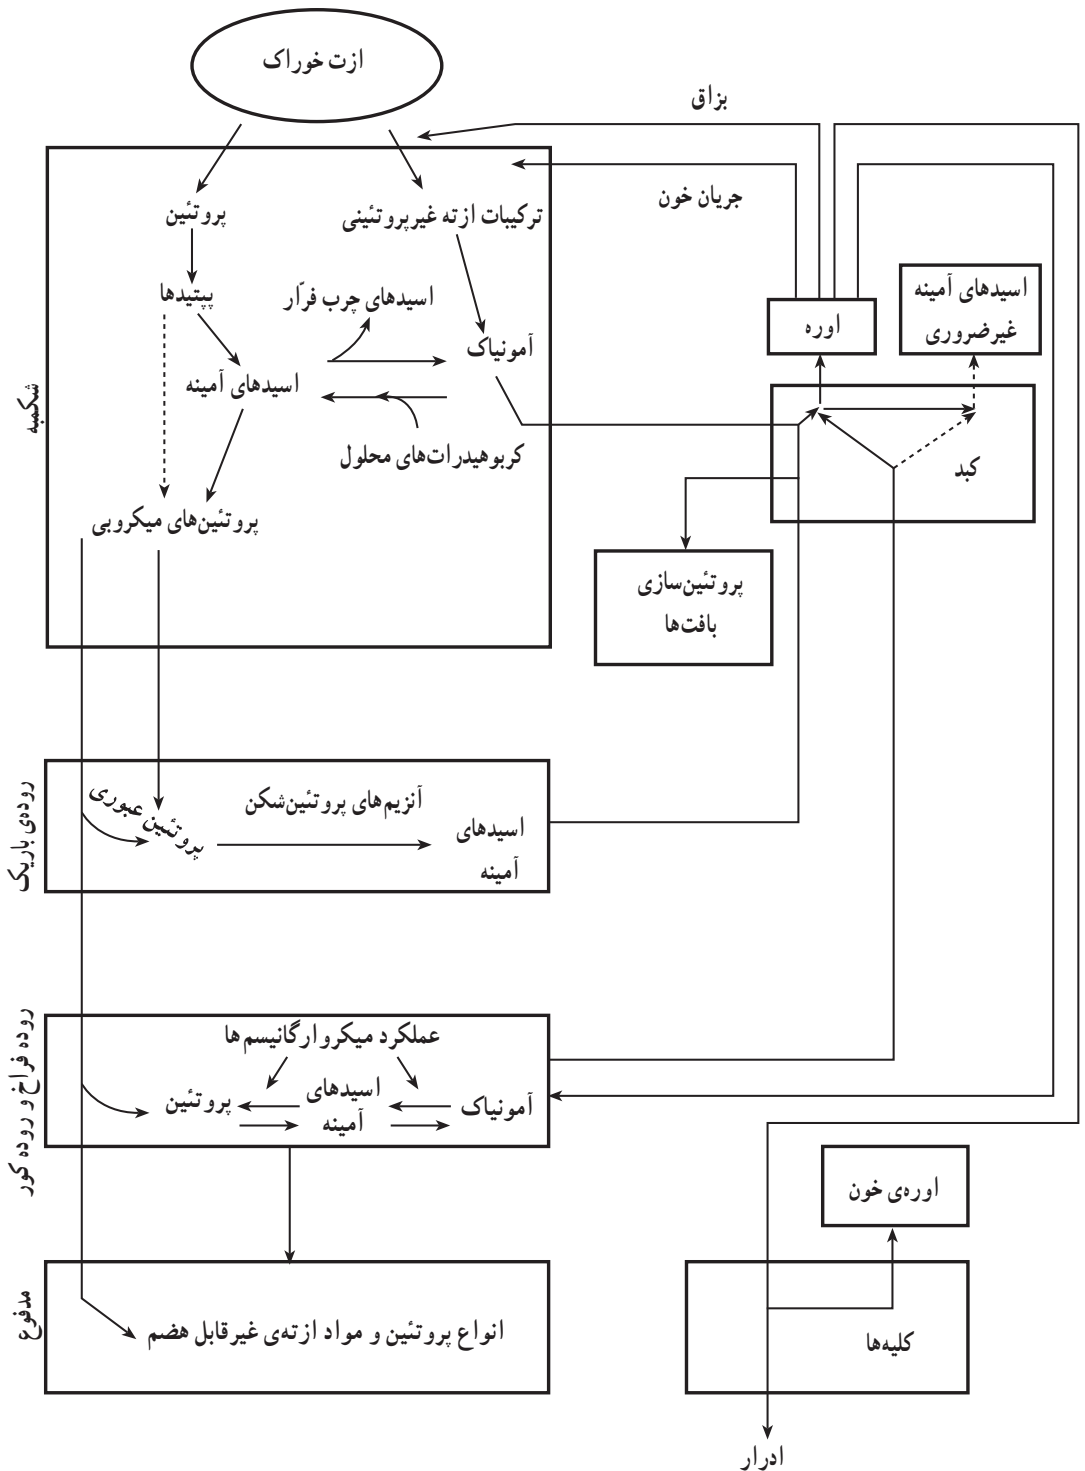 ازت خوراک
بزاق
جریان خون
شکمبه
پروتئین
ترکیبات ازته غیرپروتئینی
پپتیدها
اسیدهای چرب فرّار
آمونیاک
اسیدهای آمینه
کربوهیدرات‌های محلول
پروتئین‌های میکروبی
اوره
اسیدهای آمینه
غیرضروری
کبد
پروتئین‌سازی
بافت‌ها
روده‌ی باریک
پروتئین عبوری
آنزیم‌های پروتئین‌شکن
اسیدهای
آمینه
روده فراخ و روده کور
عملکرد میکروارگانیسم‌ها
پروتئین
اسیدهای
آمینه
آمونیاک
اوره‌ی خون
مدفوع
انواع پروتئین و مواد ازته‌ی غیرقابل هضم
کلیه‌ها
ادرار